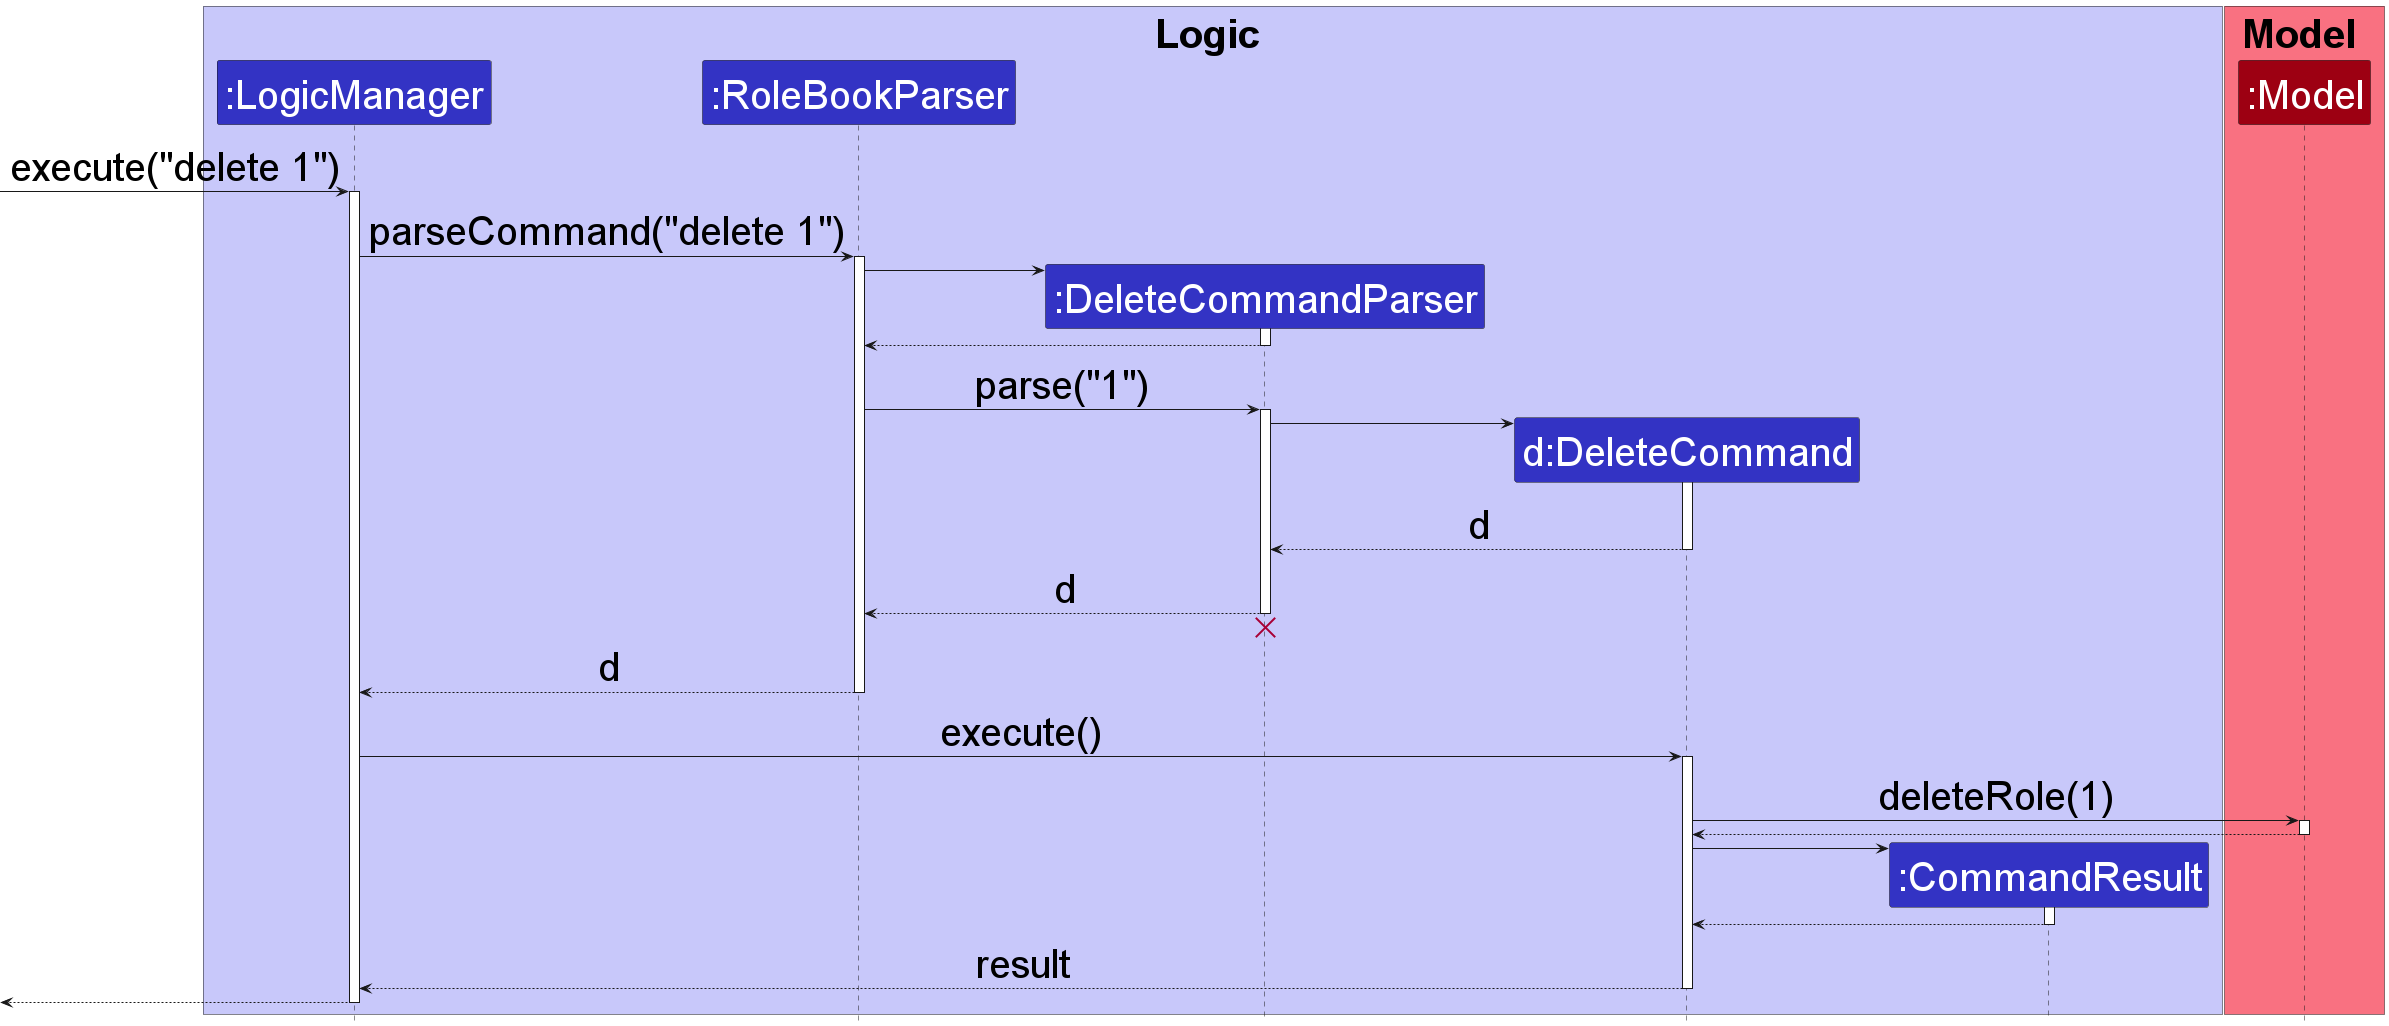 Logic
Model
:LogicManager
:RoleBookParser
:Model
execute("delete 1")
parseCommand("delete 1")
:DeleteCommandParser
parse("1")
d:DeleteCommand
d
d
d
execute()
deleteRole(1)
:CommandResult
result